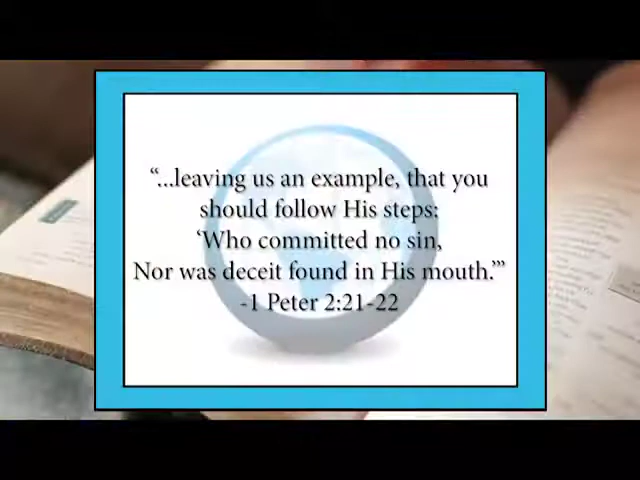 “...leaving us an example, that you
should follow His steps:
‘Who committed no sin,
Nor was deceit found in His mouth.’”
-1 Peter 2:21-22